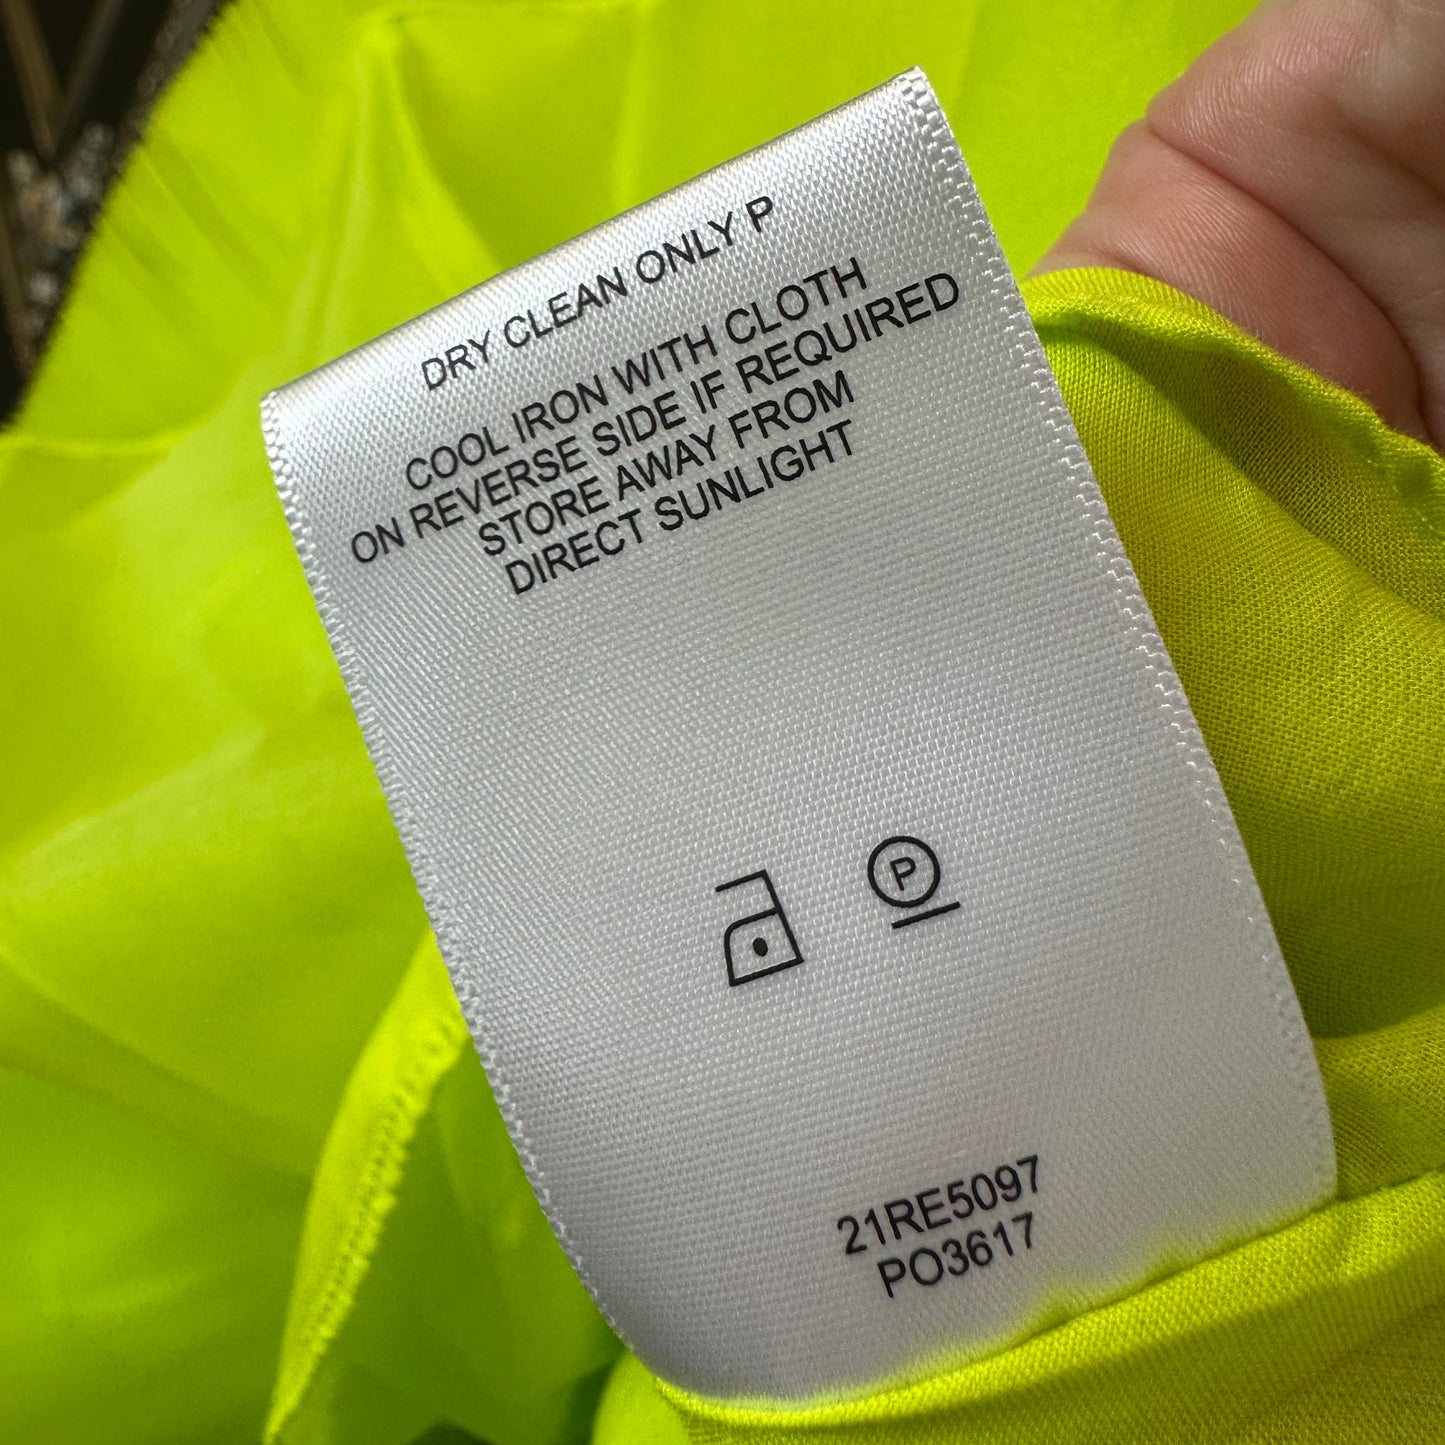 DRY CLEAN ONLY P
COOL IRON WITH CLOTH
ON REVERSE SIDE IF REQUIRED
STORE AWAY FROM
DIRECT SUNLIGHT
P
21RE5097
PO3617